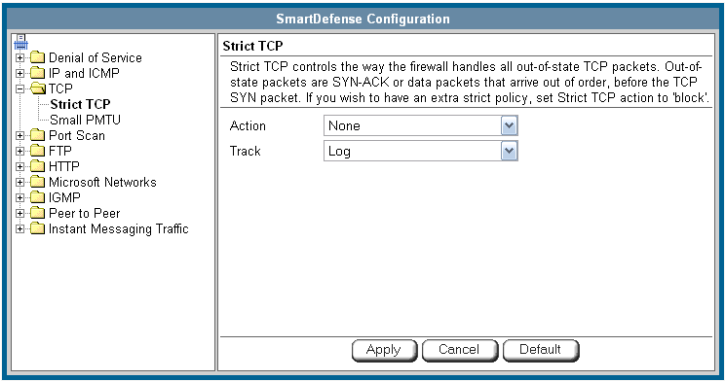 SmartDefense Configuration
Denial of Service
IP and ICMP
TCP
Strict TCP
Small PMTU
Port Scan
FTP
HTTP
Microsoft Networks
IGMP
Peer to Peer
Instant Messaging Traffic
Strict TCP
Strict TCP controls the way the firewall handles all out-of-state TCP packets. Out-of-
state packets are SYN-ACK or data packets that arrive out of order, before the TCP
SYN packet. If you wish to have an extra strict policy, set Strict TCP action to 'block'.
Action None
Track Log
Apply Cancel Default